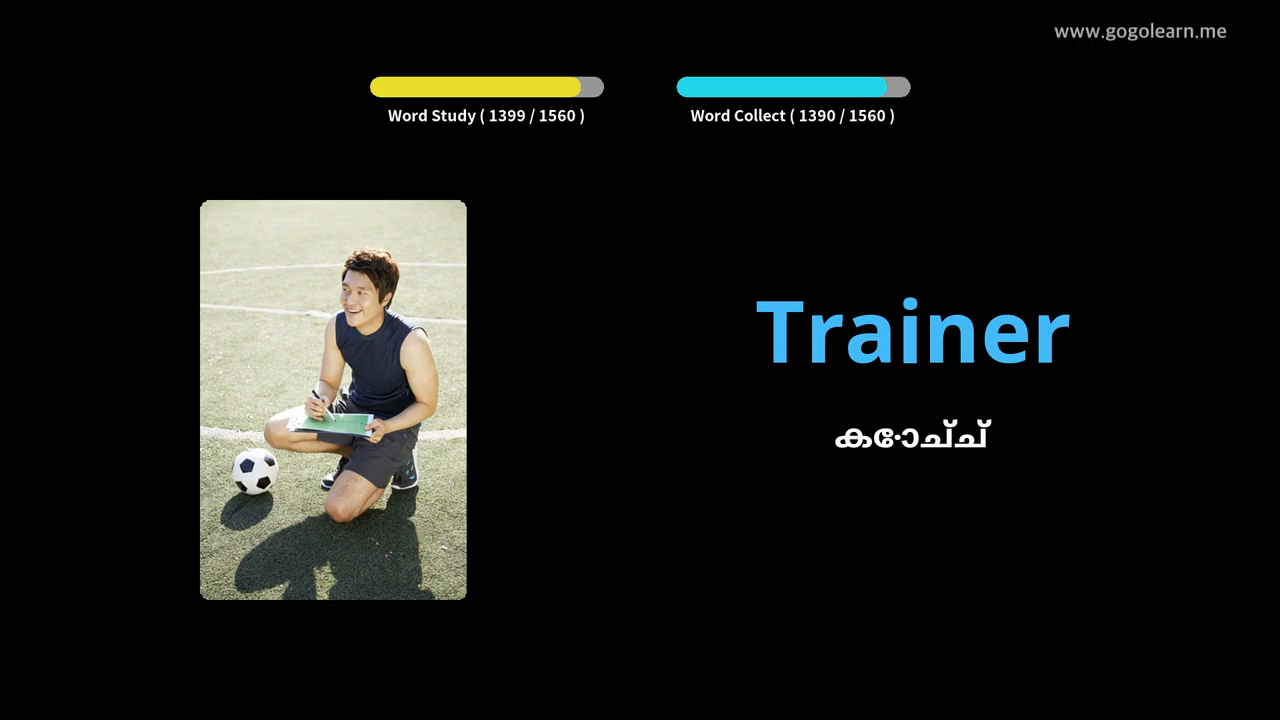 www.gogolearn.me
Word Study ( 1399 / 1560 )
Word Collect ( 1390 / 1560 )
Trainer
കോച്ച്